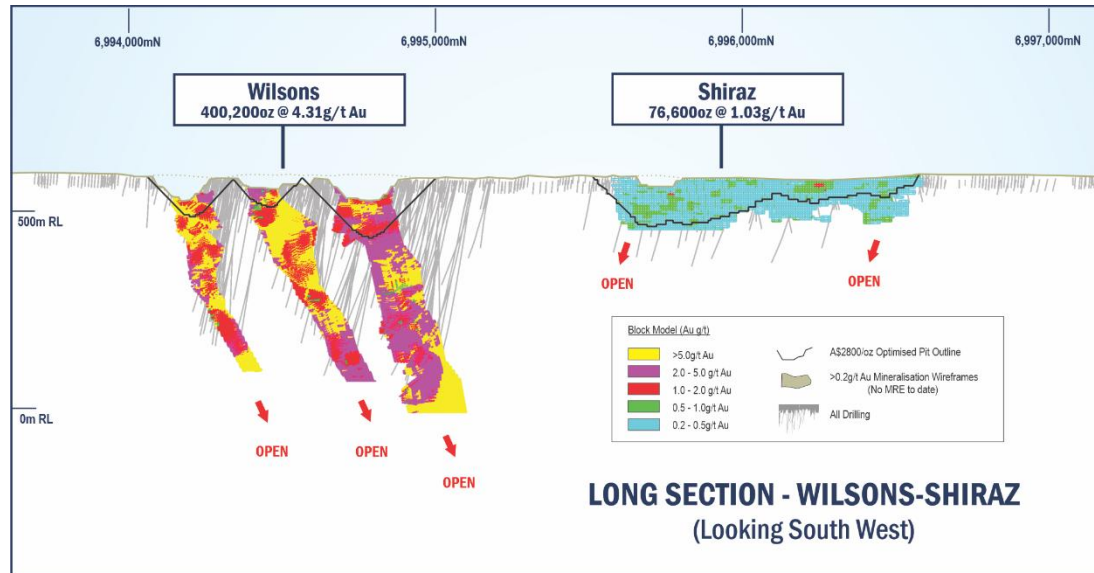 6,994,000mN
6,995,000mN
6,996,000mN
6,997,000mN
Wilsons
400,200oz @ 4.31g/t Au
Shiraz
76,600oz @ 1.03g/t Au
500m RL
0m RL
OPEN
OPEN
OPEN
OPEN
OPEN
Block Model (Au g/t)
>5.0g/t Au
2.0 - 5.0 g/t Au
1.0 - 2.0 g/t Au
0.5 - 1.0g/t Au
0.2 - 0.5g/t Au
A$2800/oz Optimised Pit Outline
>0.2g/t Au Mineralisation Wireframes
(No MRE to date)
All Drilling
LONG SECTION - WILSONS-SHIRAZ
(Looking South West)